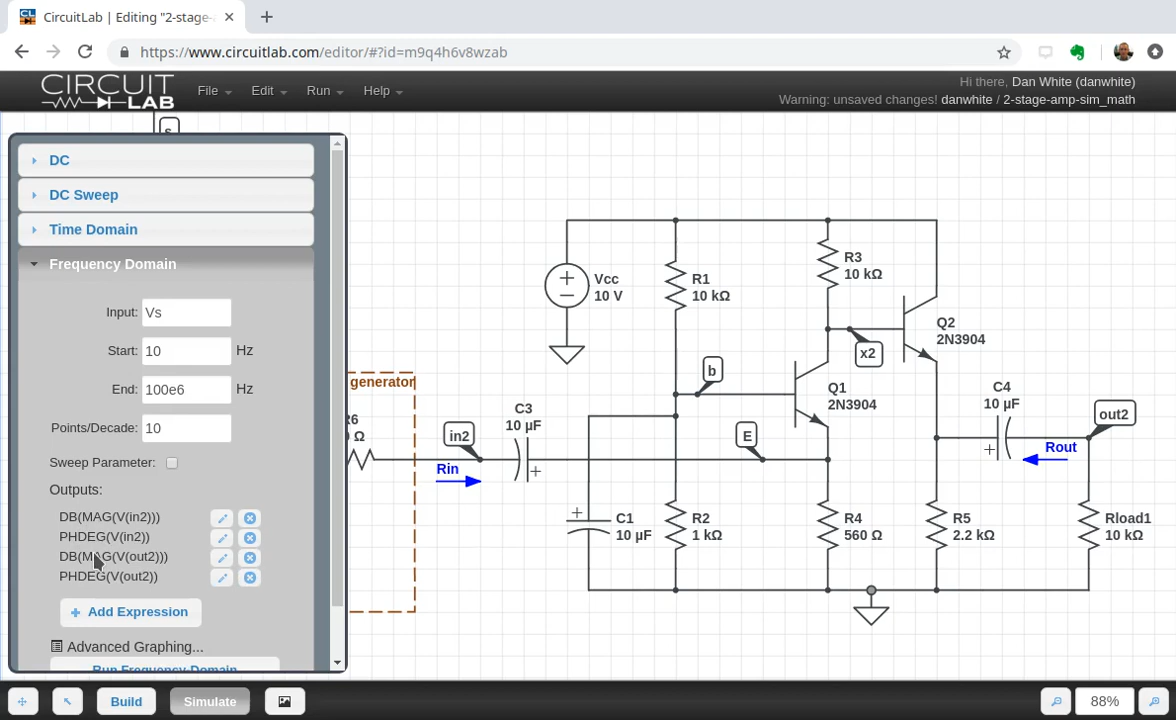 CircuitLab | Editing "2-stage-
https://www.circuitlab.com/editor/#?id=m9q4h6v8wzab
CIRCUIT
LAB
File
Edit
Run
Help
Hi there, Dan White (danwhite)
Warning: unsaved changes! danwhite / 2-stage-amp-sim_math
s
DC
DC Sweep
Time Domain
Frequency Domain
Input: Vs
Start: 10 Hz
End: 100e6 Hz
Points/Decade: 10
Sweep Parameter:
Outputs:
DB(MAG(V(in2)))
PHDEG(V(in2))
DB(MAG(V(out2)))
PHDEG(V(out2))
+ Add Expression
Advanced Graphing...
Run Frequency-Domain
generator
R6
Ω
Rin
in2
C3
10 µF
+
Vcc
10 V
R1
10 kΩ
b
E
C1
10 µF
+
R2
1 kΩ
R3
10 kΩ
x2
Q1
2N3904
R4
560 Ω
Q2
2N3904
R5
2.2 kΩ
C4
10 µF
+
out2
Rout
Rload1
10 kΩ
Build
Simulate
88%